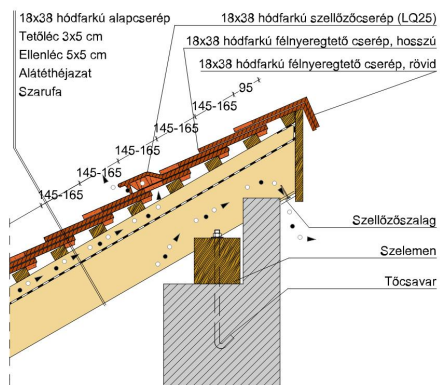 18x38 hódfarkú alapcserép
Tetőléc 3x5 cm
Ellenléc 5x5 cm
Alátéthéjazat
Szarufa
18x38 hódfarkú szellőzőcserép (LQ25)
18x38 hódfarkú félnyeregtető cserép, hosszú
18x38 hódfarkú félnyeregtető cserép, rövid
95
145-165
145-165
145-165
145-165
Szellőzőszalag
Szelemen
Tőcsavar